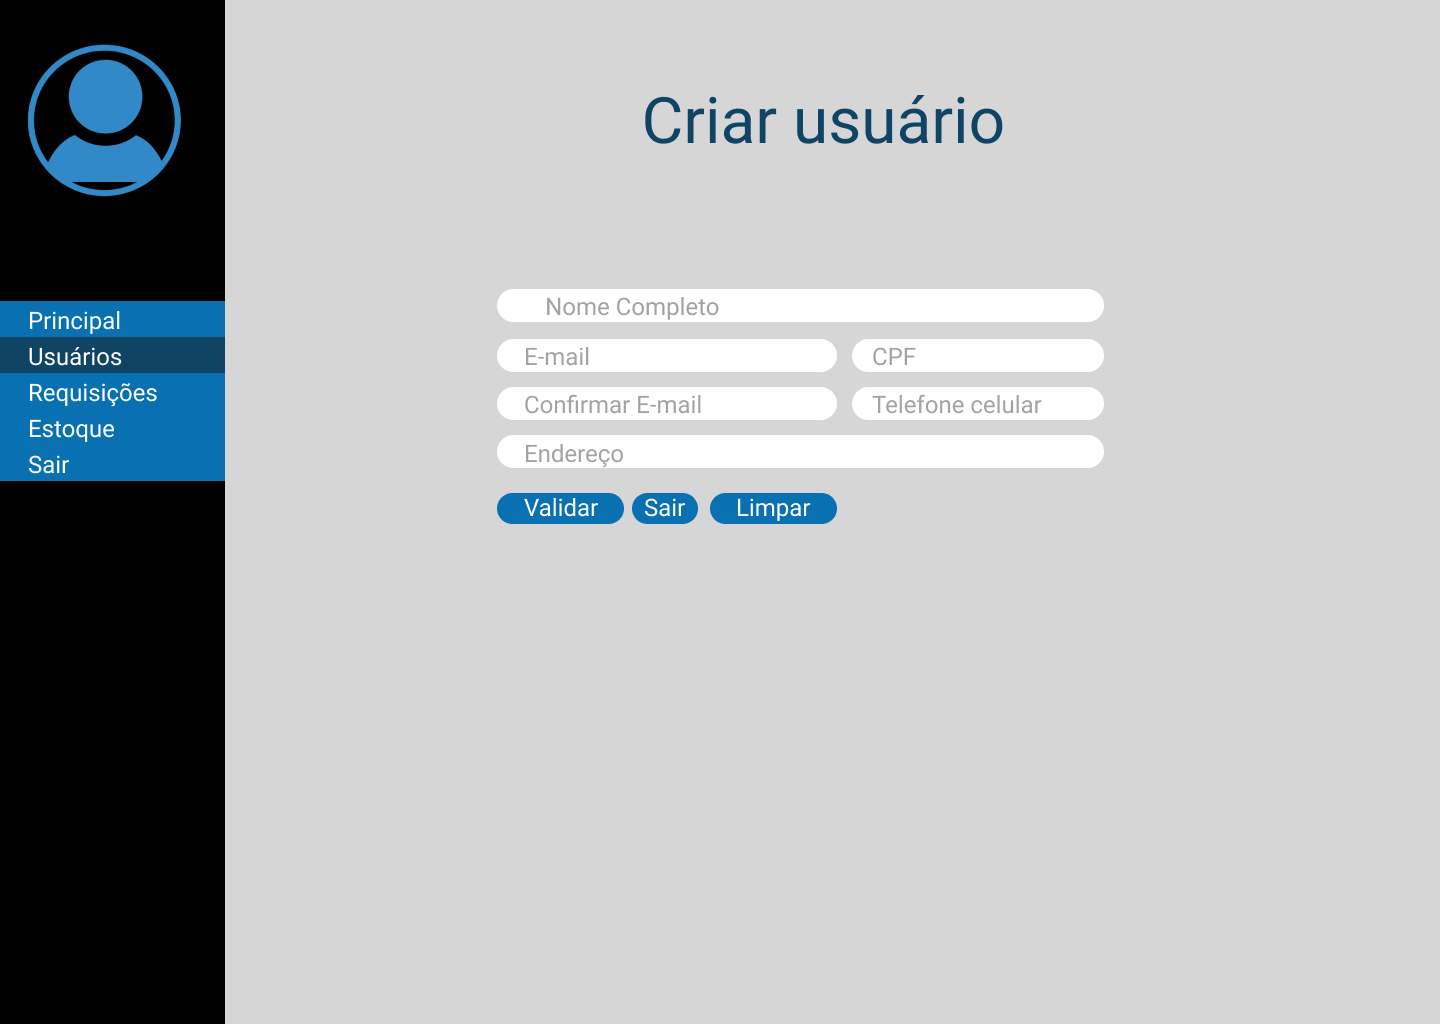 Criar usuário
Principal
Usuários
Requisições
Estoque
Sair
Nome Completo
E-mail CPF
Confirmar E-mail Telefone celular
Endereço
Validar Sair Limpar